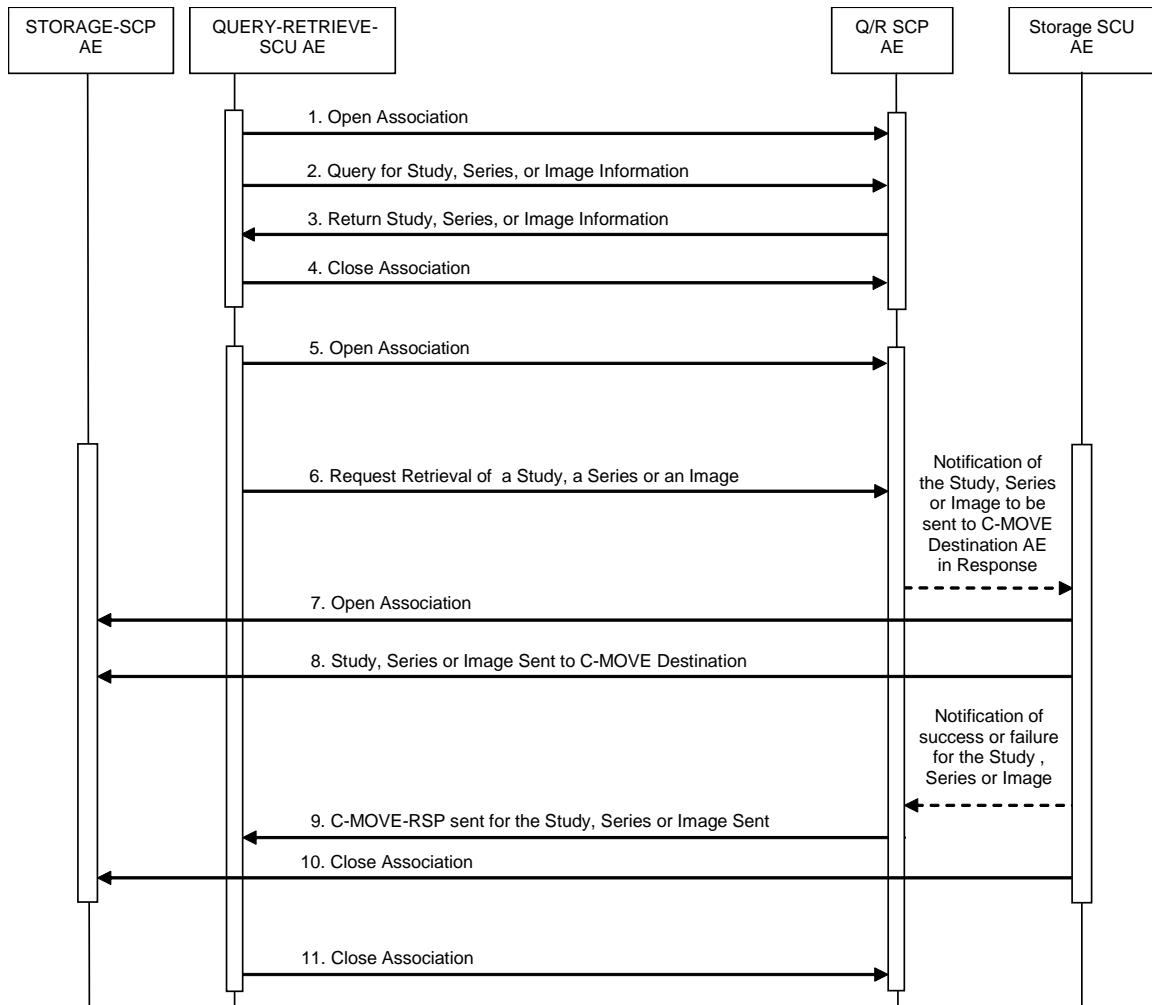 STORAGE-SCP
AE
QUERY-RETRIEVE-
SCU AE
Q/R SCP
AE
Storage SCU
AE
1. Open Association
2. Query for Study, Series, or Image Information
3. Return Study, Series, or Image Information
4. Close Association
5. Open Association
6. Request Retrieval of a Study, a Series or an Image
Notification of
the Study, Series
or Image to be
sent to C-MOVE
Destination AE
in Response
7. Open Association
8. Study, Series or Image Sent to C-MOVE Destination
Notification of
success or failure
for the Study ,
Series or Image
9. C-MOVE-RSP sent for the Study, Series or Image Sent
10. Close Association
11. Close Association